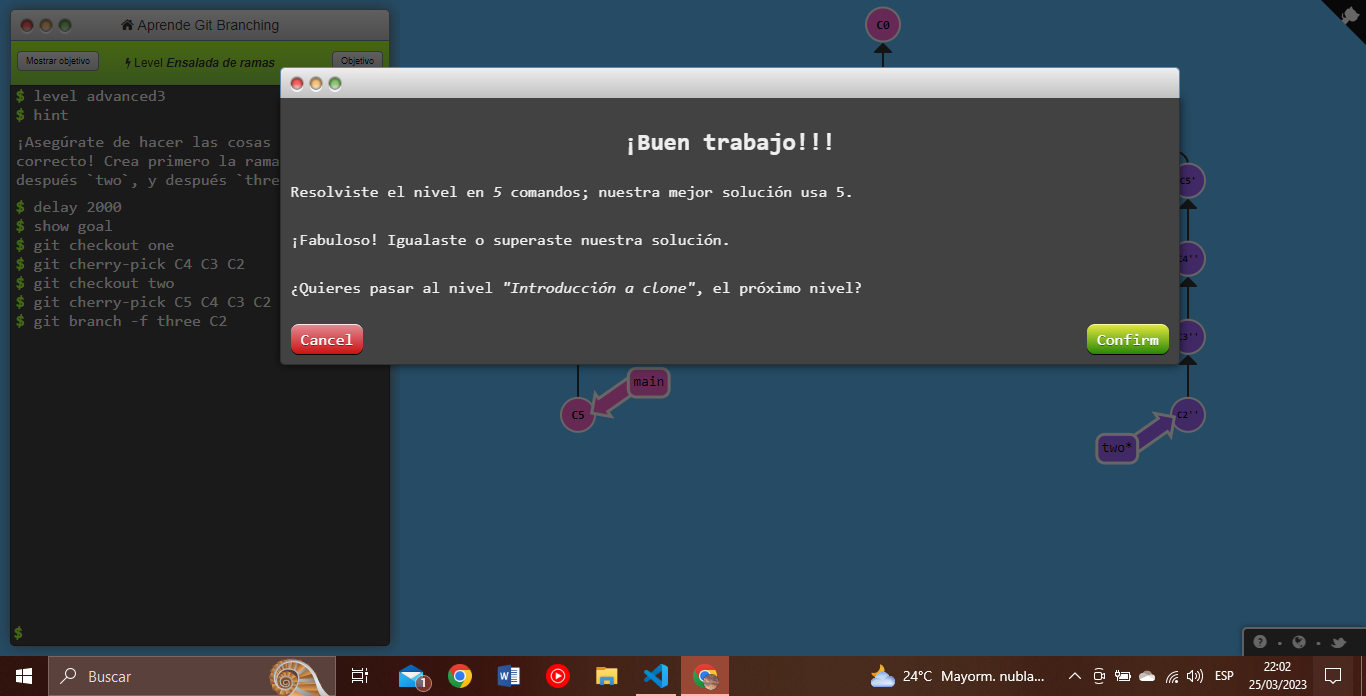 Aprende Git Branching
Mostrar objetivo
Level Ensalada de ramas
Objetivo
$ level advanced3
$ hint
¡Asegúrate de hacer las cosas
correcto! Crea primero la rama
después `two`, y después `thre
$ delay 2000
$ show goal
$ git checkout one
$ git cherry-pick C4 C3 C2
$ git checkout two
$ git cherry-pick C5 C4 C3 C2
$ git branch -f three C2
$
C0
¡Buen trabajo!!!
Resolviste el nivel en 5 comandos; nuestra mejor solución usa 5.
¡Fabuloso! Igualaste o superaste nuestra solución.
¿Quieres pasar al nivel "Introducción a clone", el próximo nivel?
Cancel
Confirm
C5'
C4''
C3''
C2''
main
C5
two*
Buscar
1
24°C Mayorm. nubla...
ESP
22:02
25/03/2023